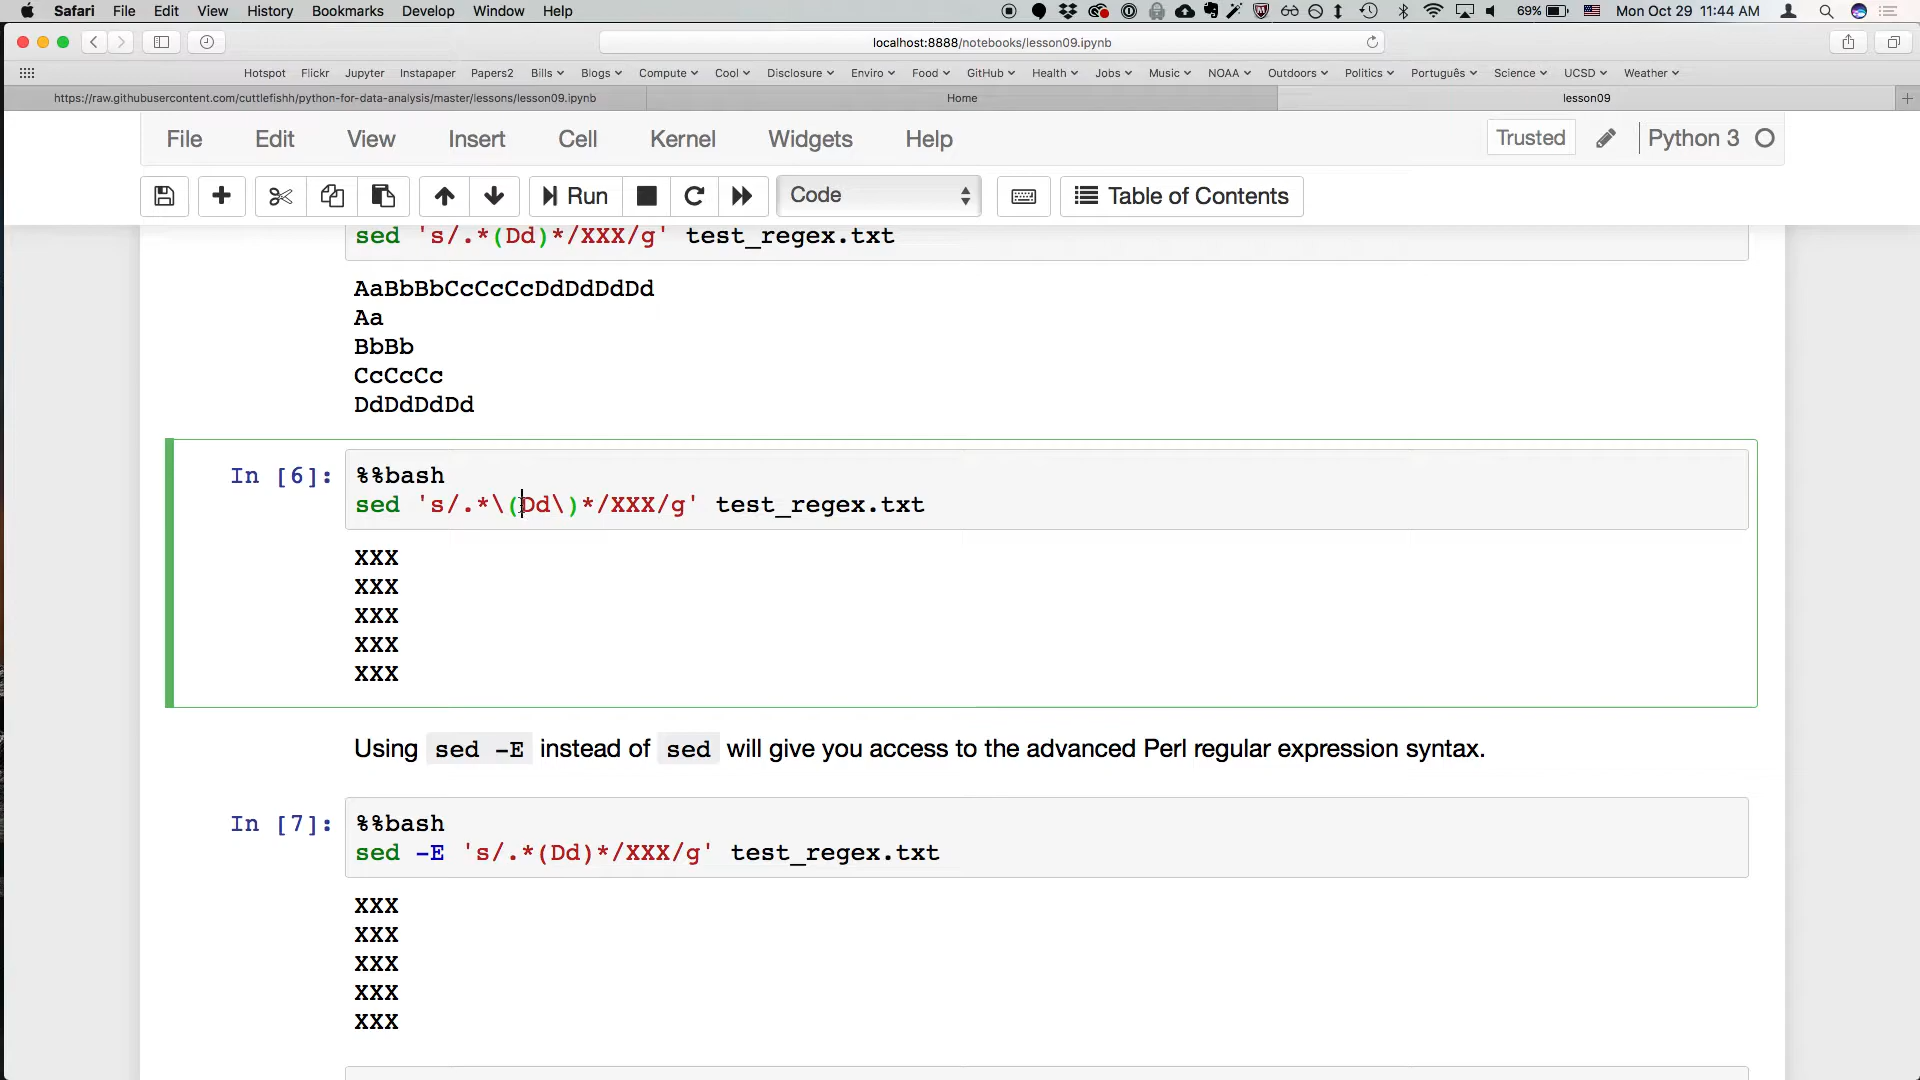 Safari File Edit View History Bookmarks Develop Window Help 69% Mon Oct 29 11:44 AM
localhost:8888/notebooks/lesson09.ipynb
Hotspot Flickr Jupyter Instapaper Papers2 Bills Blogs Compute Cool Disclosure Enviro Food GitHub Health Jobs Music NOAA Outdoors Politics Português Science UCSD Weather
https://raw.githubusercontent.com/cuttlefishh/python-for-data-analysis/master/lessons/lesson09.ipynb Home lesson09
File Edit View Insert Cell Kernel Widgets Help Trusted Python 3
Run Code Table of Contents
sed 's/.*(Dd)*/XXX/g' test_regex.txt
AaBbBbCcCcCcDdDdDdDd
Aa
BbBb
CcCcCc
DdDdDdDd
In [6]: %%bash
sed 's/.*\(Dd\)*/XXX/g' test_regex.txt
XXX
XXX
XXX
XXX
XXX
Using sed -E instead of sed will give you access to the advanced Perl regular expression syntax.
In [7]: %%bash
sed -E 's/.*(Dd)*/XXX/g' test_regex.txt
XXX
XXX
XXX
XXX
XXX